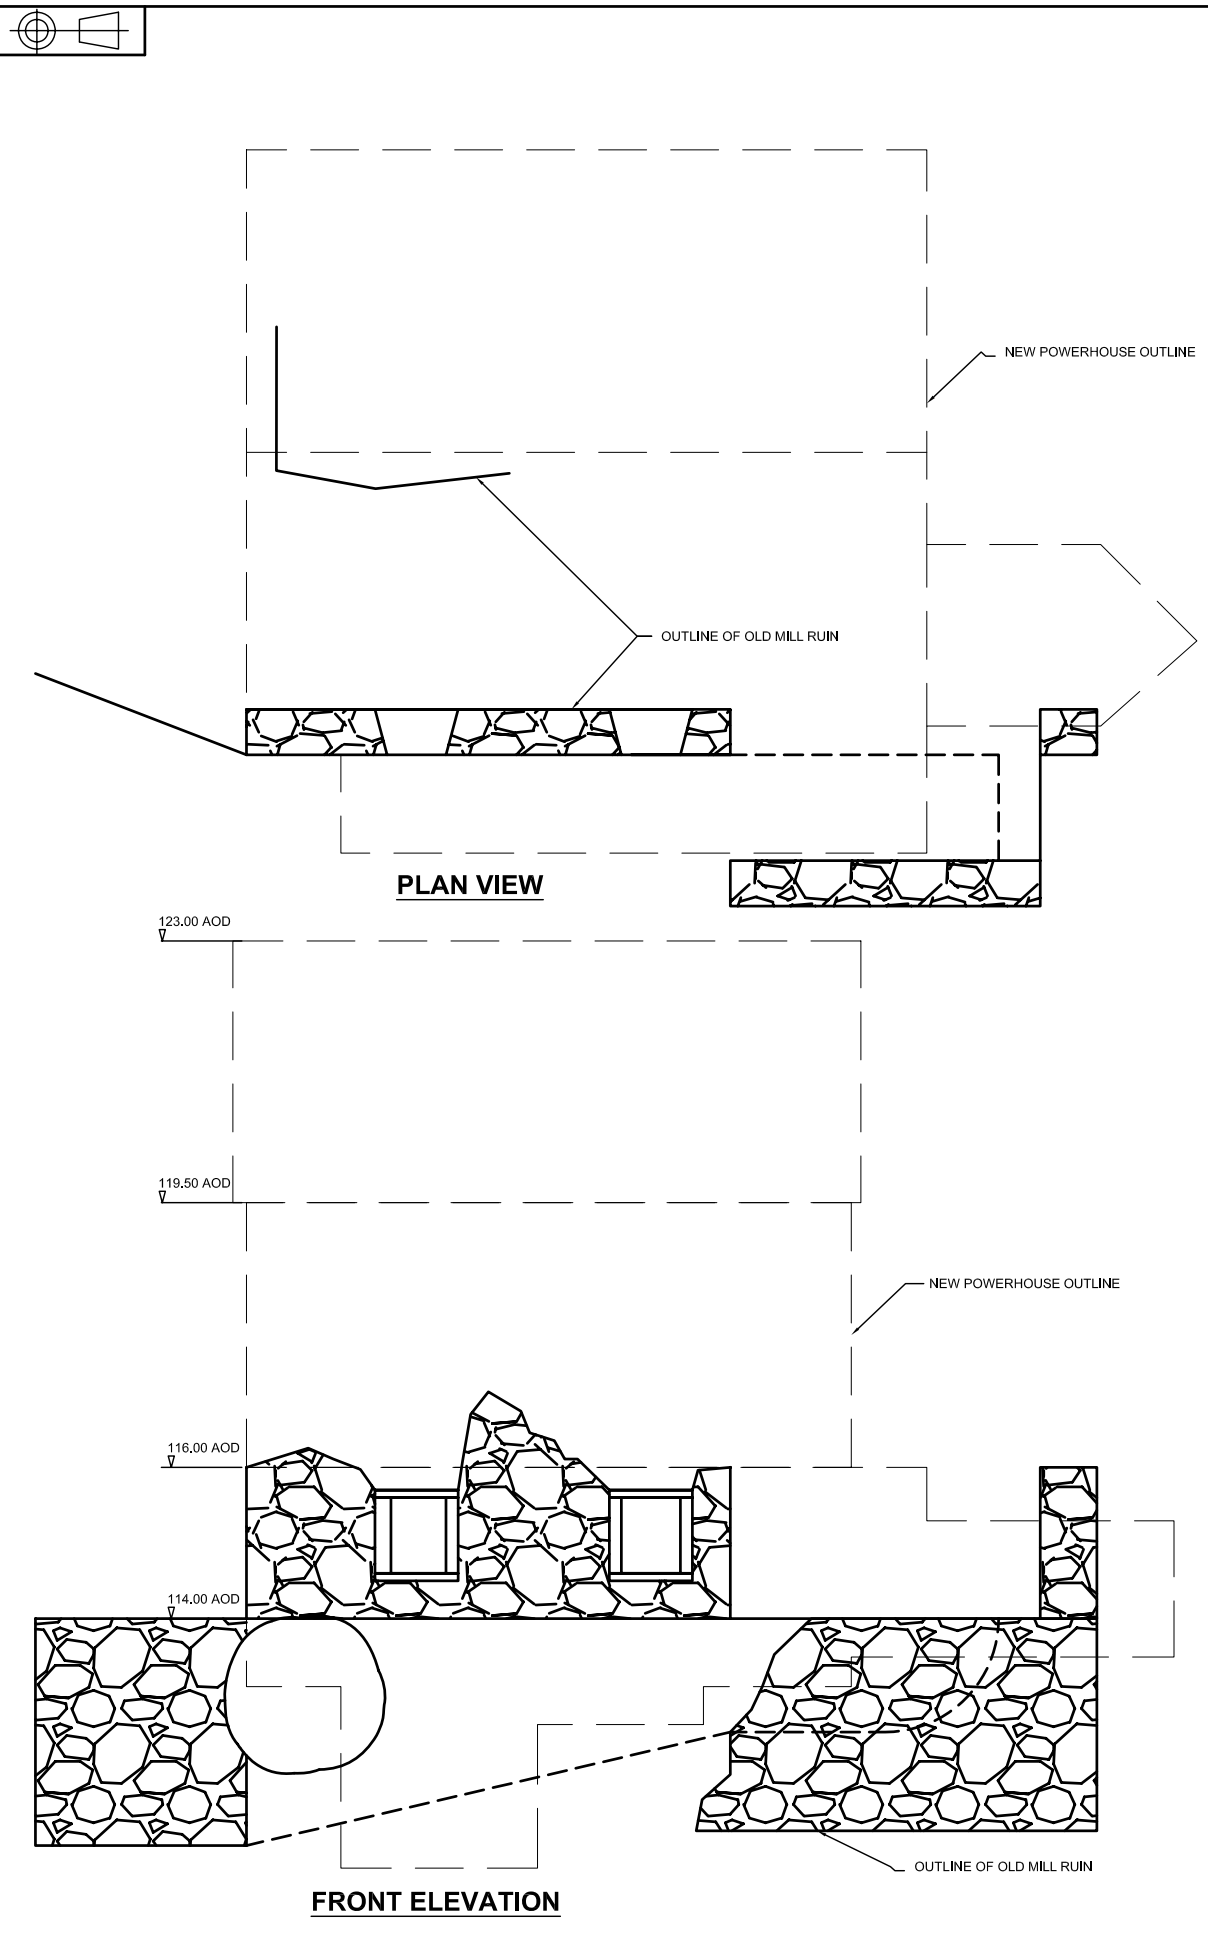 NEW POWERHOUSE OUTLINE
OUTLINE OF OLD MILL RUIN
PLAN VIEW
123.00 AOD
119.50 AOD
NEW POWERHOUSE OUTLINE
116.00 AOD
114.00 AOD
OUTLINE OF OLD MILL RUIN
FRONT ELEVATION